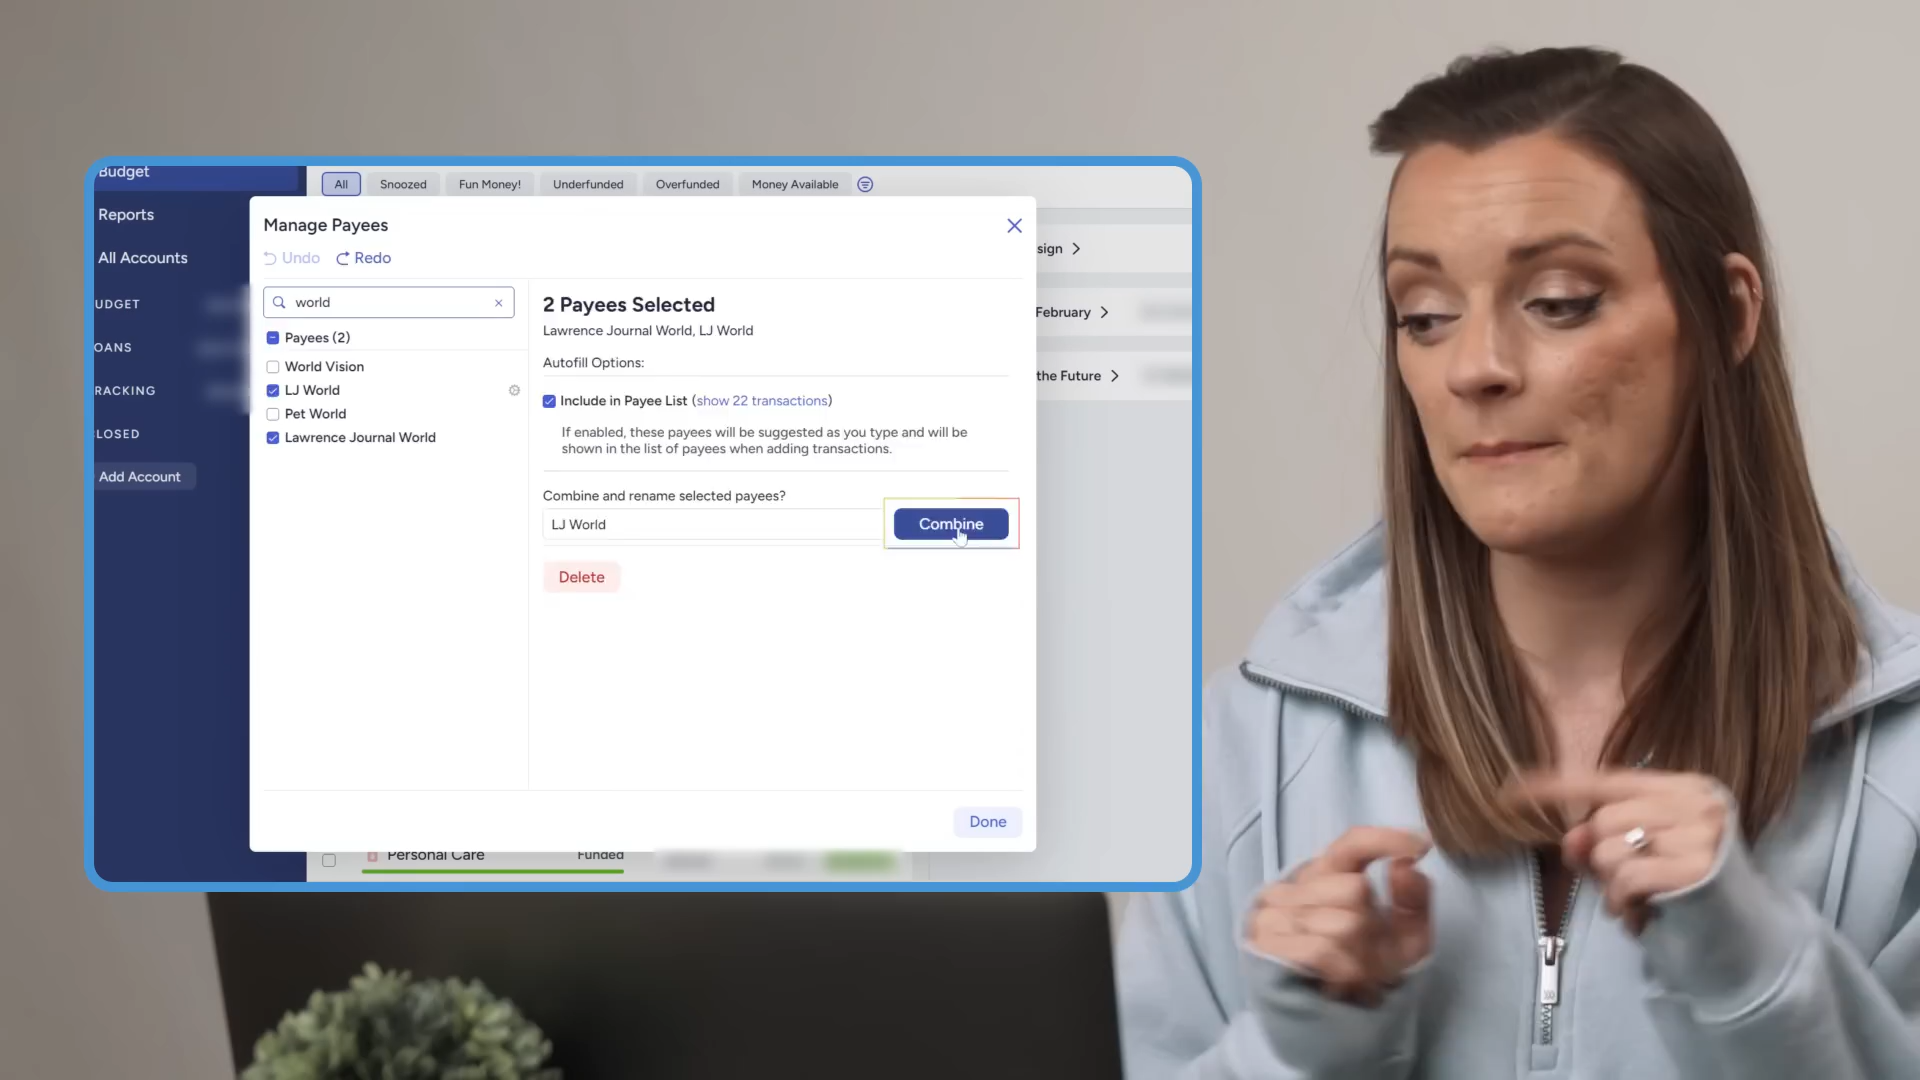 Budget
All
Snoozed
Fun Money!
Underfunded
Overfunded
Money Available
Reports
All Accounts
UDGET
OANS
RACKING
LOSED
Add Account
Manage Payees
Undo
Redo
world
Payees (2)
World Vision
LJ World
Pet World
Lawrence Journal World
2 Payees Selected
Lawrence Journal World, LJ World
Autofill Options:
Include in Payee List (show 22 transactions)
If enabled, these payees will be suggested as you type and will be
shown in the list of payees when adding transactions.
Combine and rename selected payees?
LJ World
Combine
Delete
Done
sign
February
the Future
Personal Care
Funded